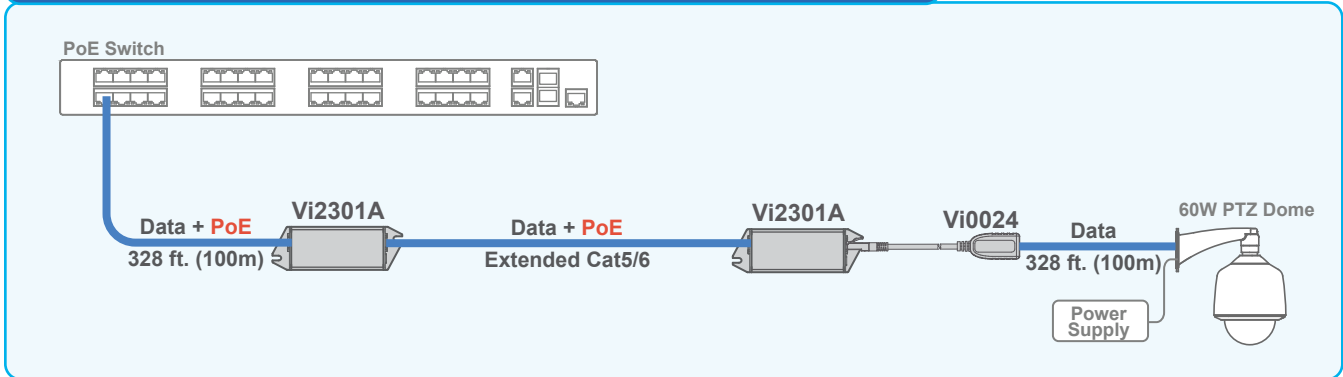 PoE Switch
Data + PoE
328 ft. (100m)
Vi2301A
Data + PoE
Extended Cat5/6
Vi2301A
Vi0024
Data
328 ft. (100m)
60W PTZ Dome
Power
Supply